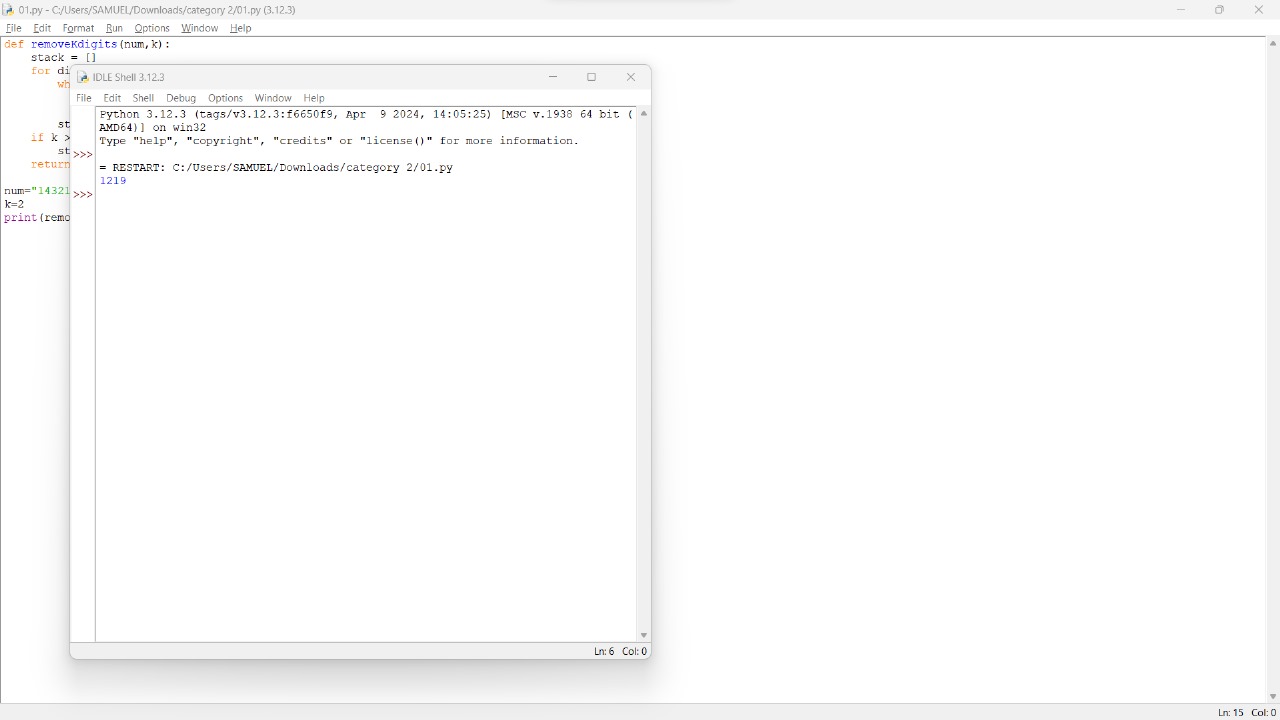 01.py - C:/Users/SAMUEL/Downloads/category 2/01.py (3.12.3)
File Edit Format Run Options Window Help
def removeKdigits(num,k):
    stack = []
    for di
        wh
        st
    if k >
        st
    return
num="14321
k=2
print(remo
IDLE Shell 3.12.3
File Edit Shell Debug Options Window Help
Python 3.12.3 (tags/v3.12.3:f6650f9, Apr  9 2024, 14:05:25) [MSC v.1938 64 bit (
AMD64)] on win32
Type "help", "copyright", "credits" or "license()" for more information.
>>>
= RESTART: C:/Users/SAMUEL/Downloads/category 2/01.py
1219
>>>
Ln: 6 Col: 0
Ln: 15 Col: 0